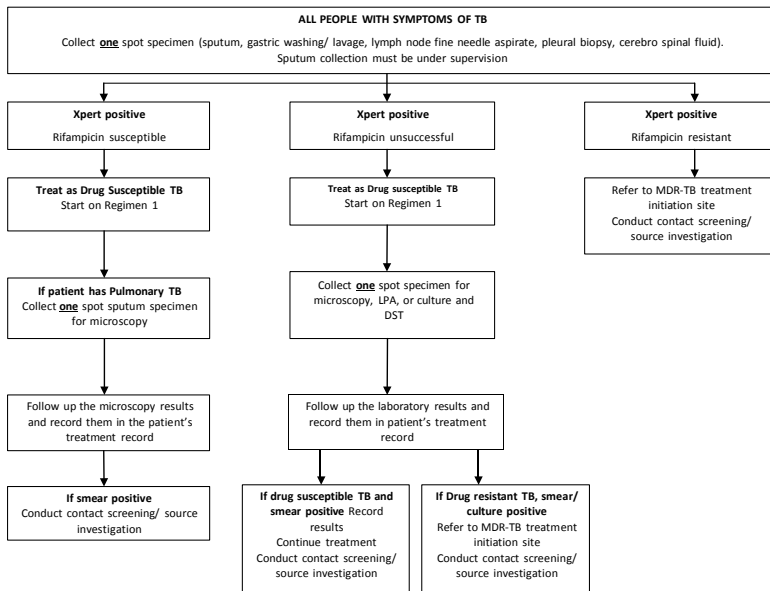 ALL PEOPLE WITH SYMPTOMS OF TB
Collect one spot specimen (sputum, gastric washing/ lavage, lymph node fine needle aspirate, pleural biopsy, cerebro spinal fluid).
Sputum collection must be under supervision
Xpert positive
Rifampicin susceptible
Xpert positive
Rifampicin unsuccessful
Xpert positive
Rifampicin resistant
Treat as Drug Susceptible TB
Start on Regimen 1
Treat as Drug susceptible TB
Start on Regimen 1
Refer to MDR-TB treatment
initiation site
Conduct contact screening/
source investigation
If patient has Pulmonary TB
Collect one spot sputum specimen
for microscopy
Collect one spot specimen for
microscopy, LPA, or culture and
DST
Follow up the microscopy results
and record them in the patient's
treatment record
Follow up the laboratory results and
record them in patient's treatment
record
If smear positive
Conduct contact screening/ source
investigation
If drug susceptible TB and
smear positive Record
results
Continue treatment
Conduct contact screening/
source investigation
If Drug resistant TB, smear/
culture positive
Refer to MDR-TB treatment
initiation site
Conduct contact screening/
source investigation